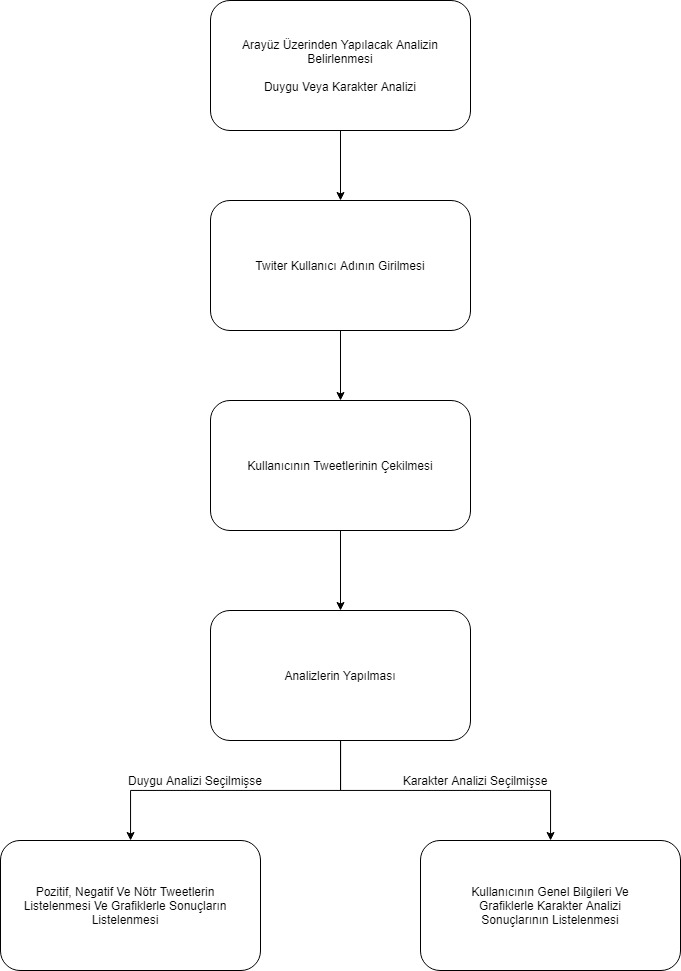 Arayüz Üzerinden Yapılacak Analizin
Belirlenmesi
Duygu Veya Karakter Analizi
Twiter Kullanıcı Adının Girilmesi
Kullanıcının Tweetlerinin Çekilmesi
Analizlerin Yapılması
Duygu Analizi Seçilmişse
Karakter Analizi Seçilmişse
Pozitif, Negatif Ve Nötr Tweetlerin
Listelenmesi Ve Grafiklerle Sonuçların
Listelenmesi
Kullanıcının Genel Bilgileri Ve
Grafiklerle Karakter Analizi
Sonuçlarının Listelenmesi